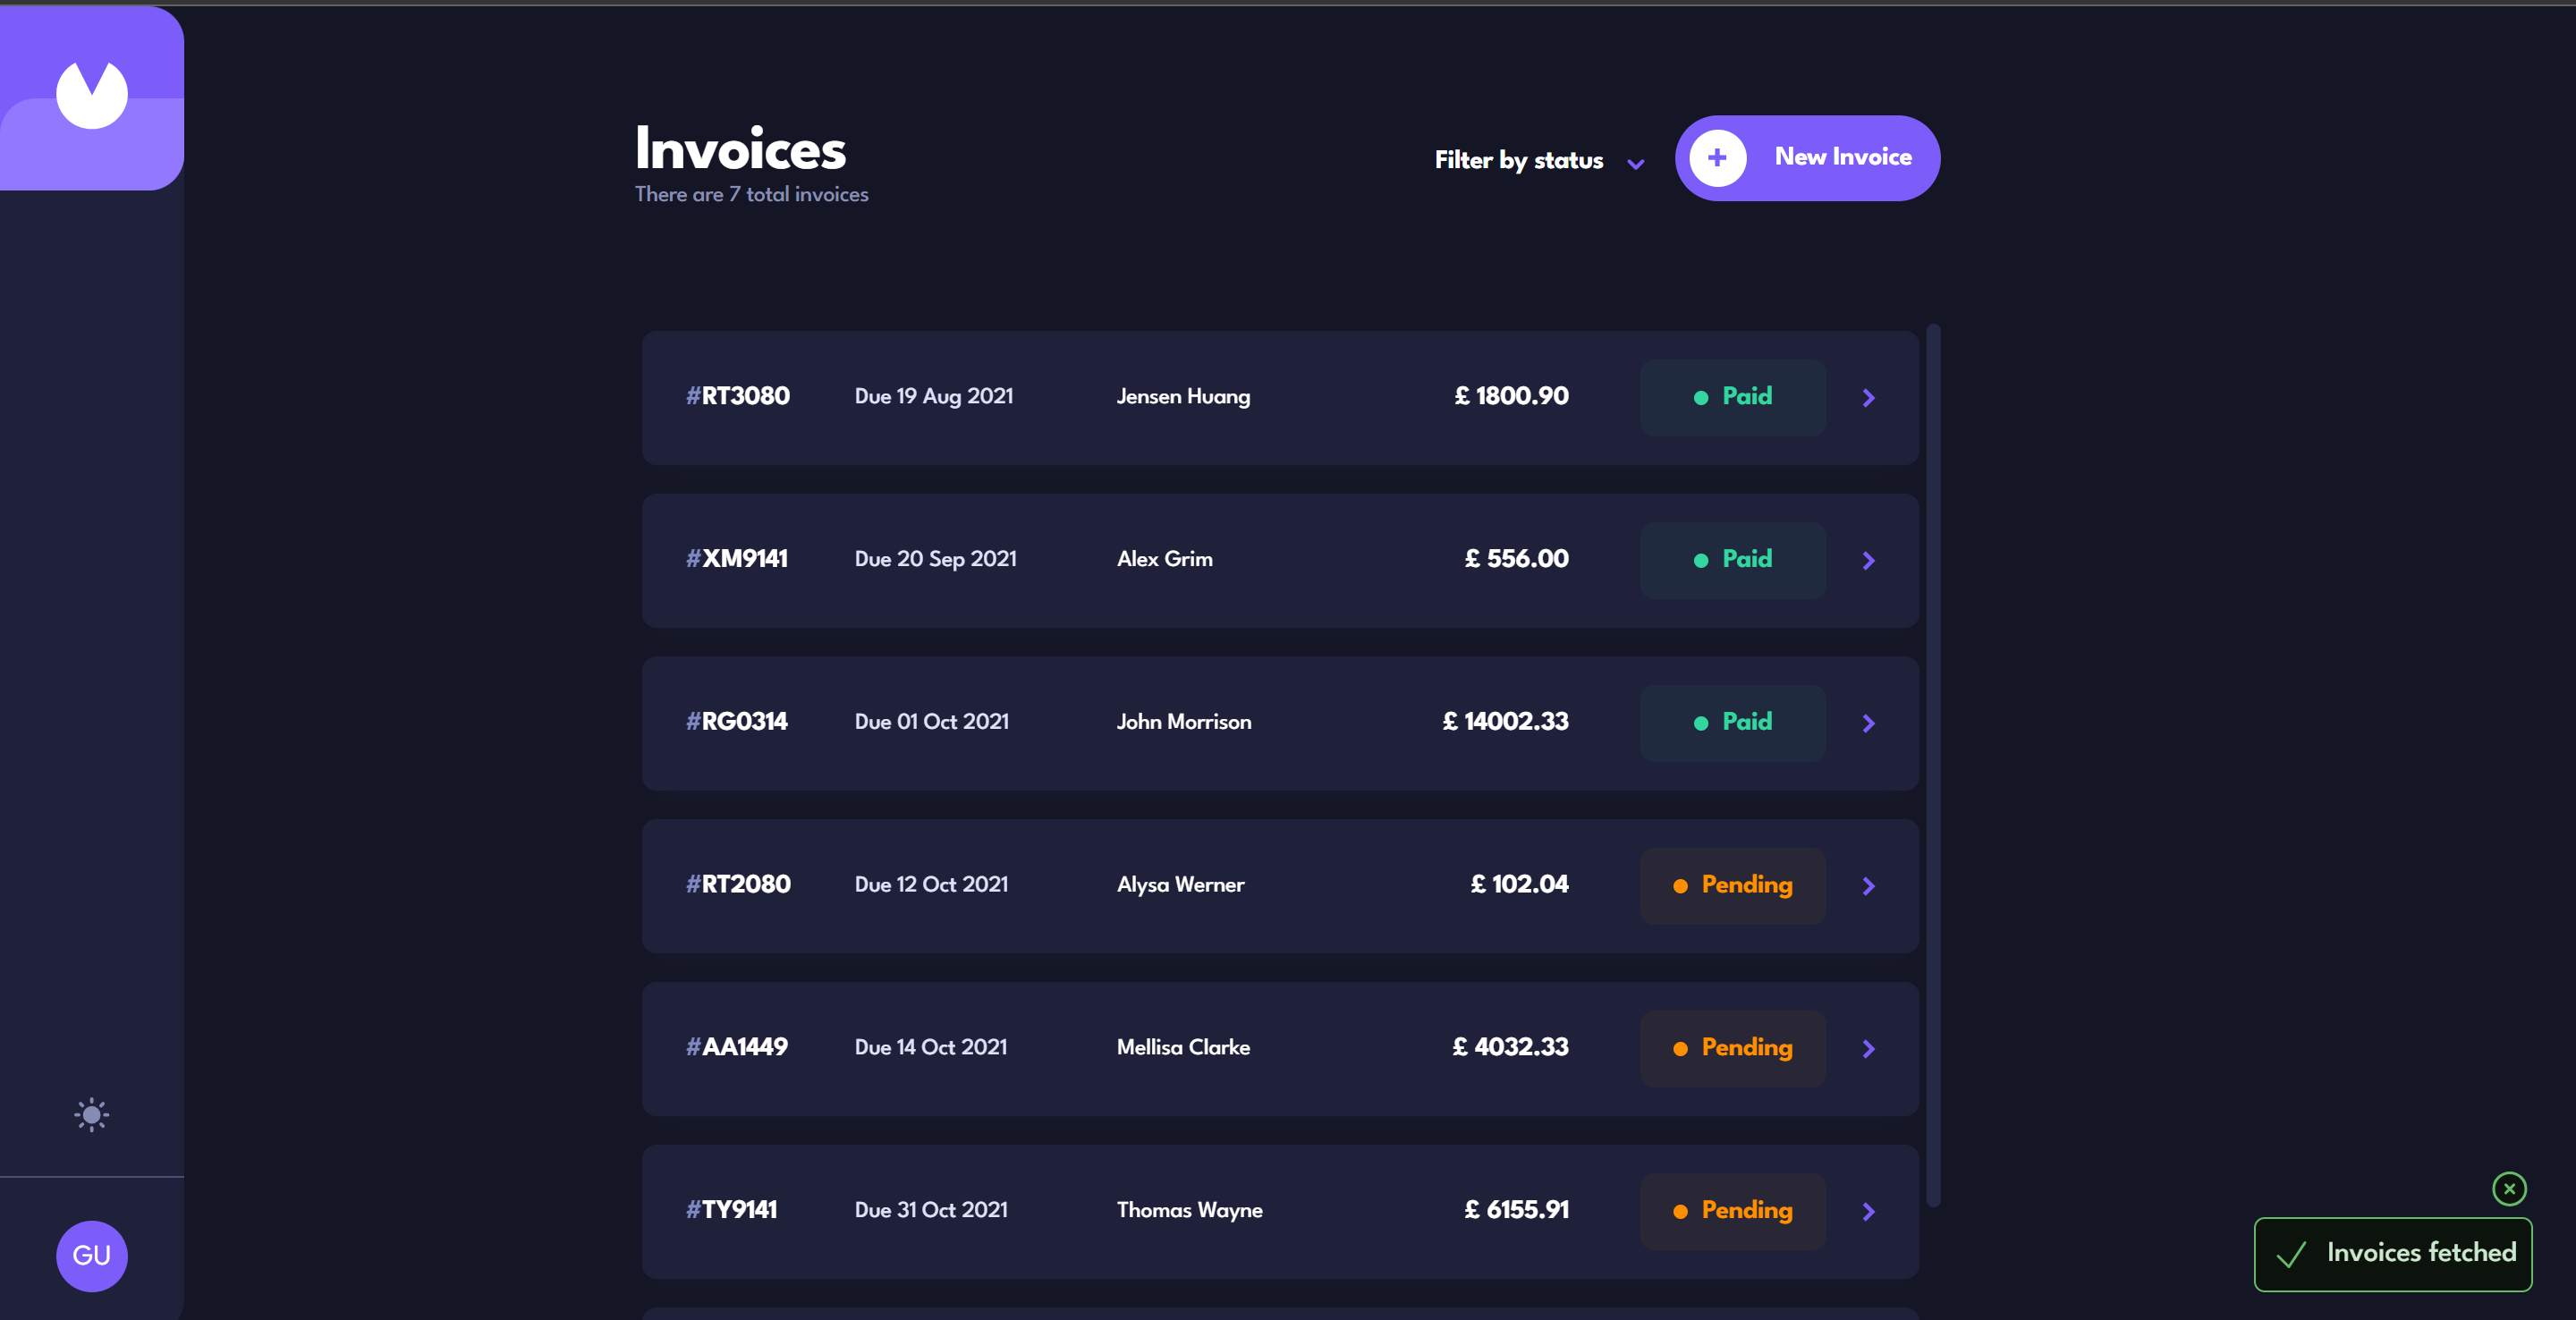 Invoices
There are 7 total invoices
Filter by status
+ New Invoice
#RT3080 Due 19 Aug 2021 Jensen Huang £ 1800.90 Paid
#XM9141 Due 20 Sep 2021 Alex Grim £ 556.00 Paid
#RG0314 Due 01 Oct 2021 John Morrison £ 14002.33 Paid
#RT2080 Due 12 Oct 2021 Alysa Werner £ 102.04 Pending
#AA1449 Due 14 Oct 2021 Mellisa Clarke £ 4032.33 Pending
#TY9141 Due 31 Oct 2021 Thomas Wayne £ 6155.91 Pending
GU
Invoices fetched